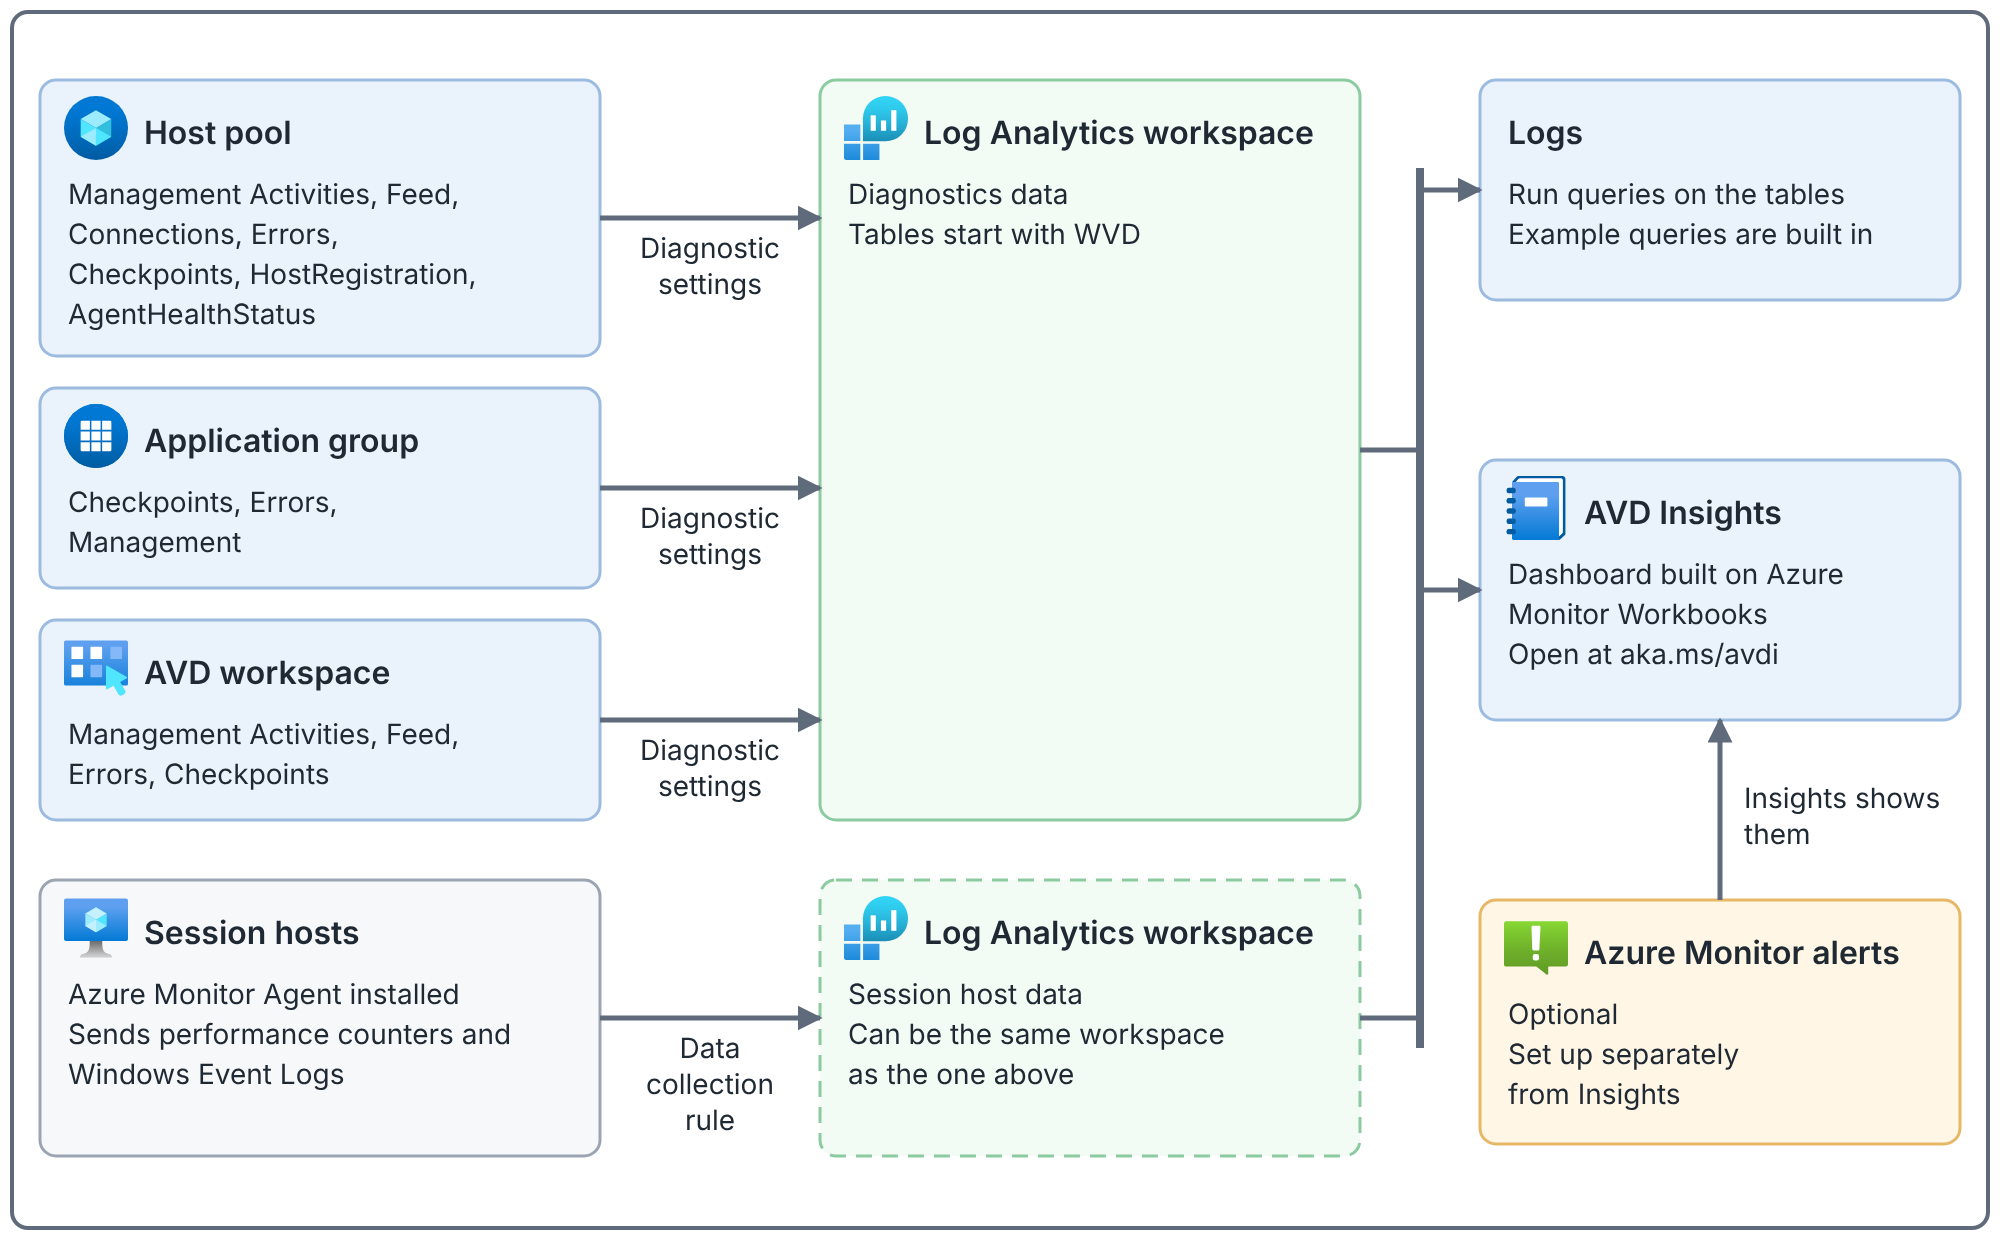 Host pool
Management Activities, Feed,
Connections, Errors,
Checkpoints, HostRegistration,
AgentHealthStatus
Diagnostic
settings
Application group
Checkpoints, Errors,
Management
Diagnostic
settings
AVD workspace
Management Activities, Feed,
Errors, Checkpoints
Diagnostic
settings
Session hosts
Azure Monitor Agent installed
Sends performance counters and
Windows Event Logs
Data
collection
rule
Log Analytics workspace
Diagnostics data
Tables start with WVD
Log Analytics workspace
Session host data
Can be the same workspace
as the one above
Logs
Run queries on the tables
Example queries are built in
AVD Insights
Dashboard built on Azure
Monitor Workbooks
Open at aka.ms/avdi
Insights shows
them
Azure Monitor alerts
Optional
Set up separately
from Insights